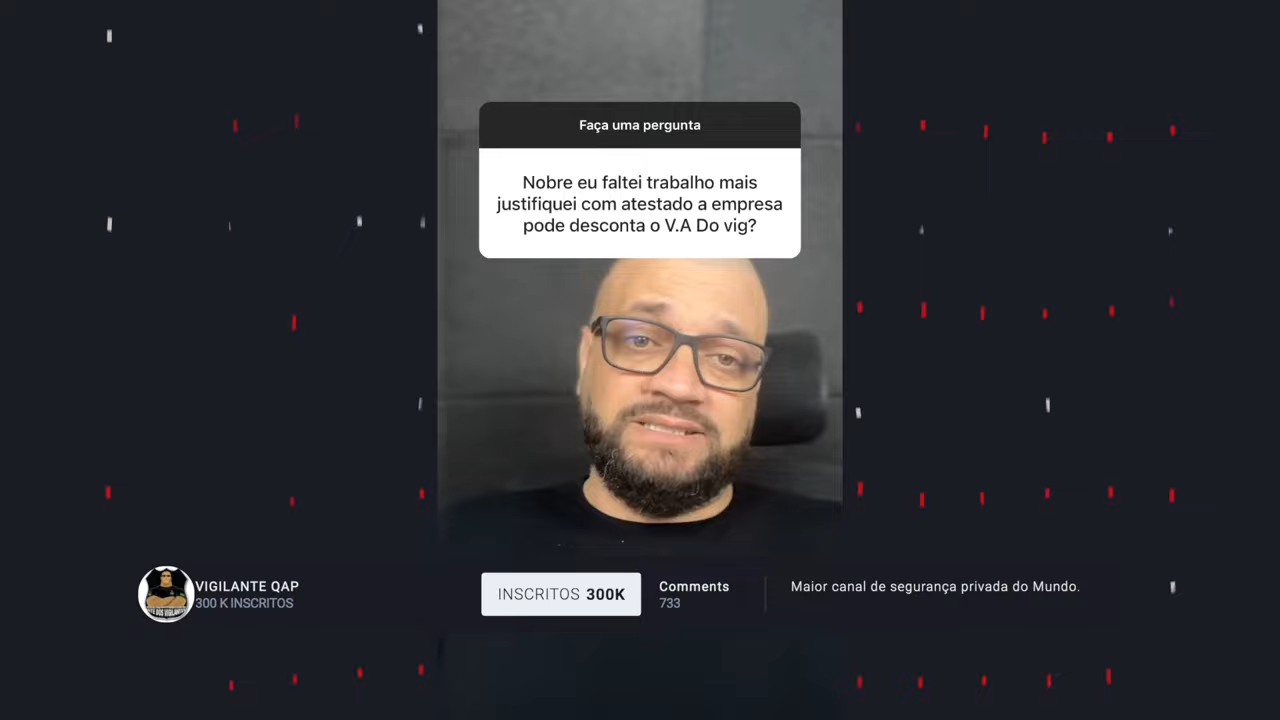 Faça uma pergunta
Nobre eu faltei trabalho mais
justifiquei com atestado a empresa
pode desconta o V.A Do vig?
VIGILANTE QAP
300 K INSCRITOS
INSCRITOS 300K
Comments
733
Maior canal de segurança privada do Mundo.